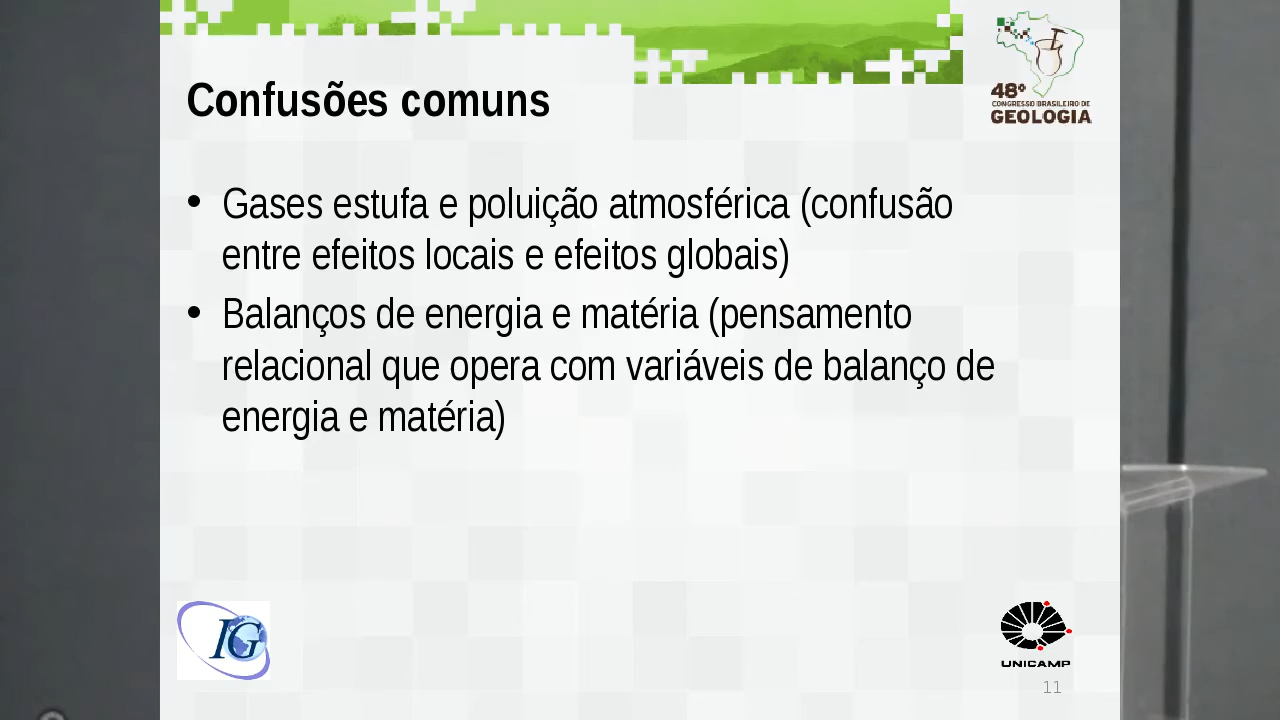 Confusões comuns
48º
CONGRESSO BRASILEIRO DE
GEOLOGIA
• Gases estufa e poluição atmosférica (confusão
entre efeitos locais e efeitos globais)
• Balanços de energia e matéria (pensamento
relacional que opera com variáveis de balanço de
energia e matéria)
IG
UNICAMP
11